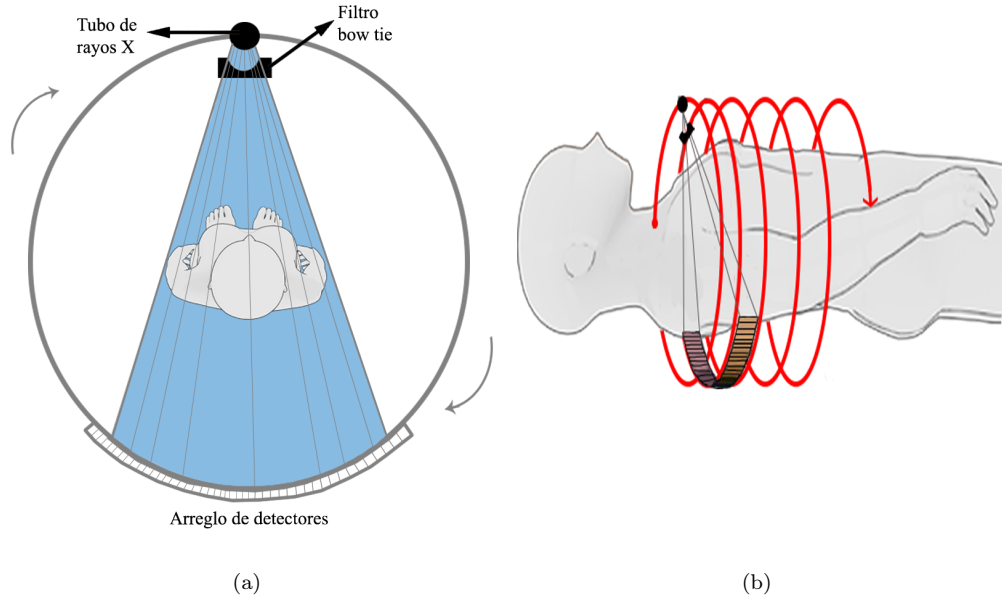 Tubo de
rayos X
Filtro
bow tie
Arreglo de detectores
(a)
(b)